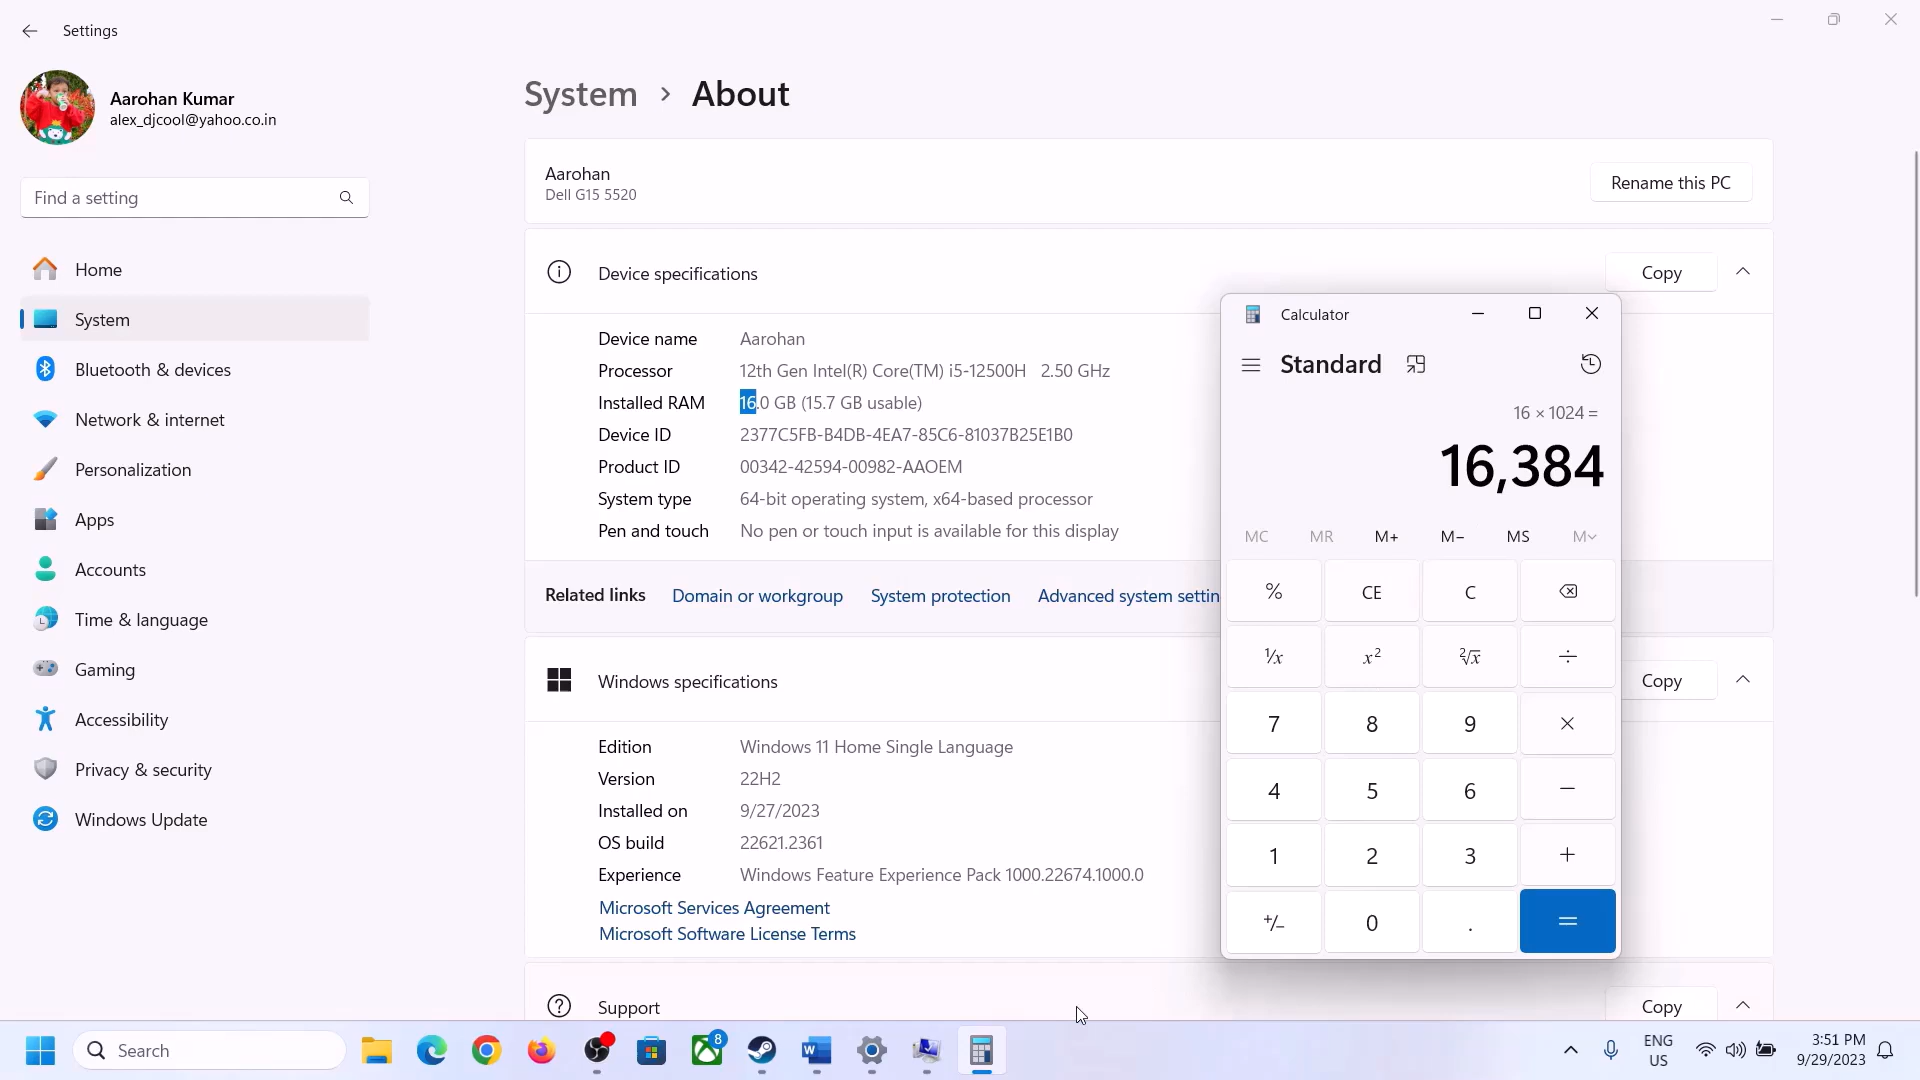 Settings
Aarohan Kumar
alex_djcool@yahoo.co.in
Find a setting
Home
System
Bluetooth & devices
Network & internet
Personalization
Apps
Accounts
Time & language
Gaming
Accessibility
Privacy & security
Windows Update
System > About
Aarohan
Dell G15 5520
Rename this PC
Device specifications
Copy
Device name Aarohan
Processor 12th Gen Intel(R) Core(TM) i5-12500H 2.50 GHz
Installed RAM 16.0 GB (15.7 GB usable)
Device ID 2377C5FB-B4DB-4EA7-85C6-81037B25E1B0
Product ID 00342-42594-00982-AAOEM
System type 64-bit operating system, x64-based processor
Pen and touch No pen or touch input is available for this display
Related links Domain or workgroup System protection Advanced system settin
Windows specifications
Copy
Edition Windows 11 Home Single Language
Version 22H2
Installed on 9/27/2023
OS build 22621.2361
Experience Windows Feature Experience Pack 1000.22674.1000.0
Microsoft Services Agreement
Microsoft Software License Terms
Support
Copy
Calculator
Standard
16 × 1024 =
16,384
MC MR M+ M− MS M
% CE C
¹/x x² ²√x ÷
7 8 9 ×
4 5 6 −
1 2 3 +
+/− 0 . =
Search
8
ENG
US
3:51 PM
9/29/2023